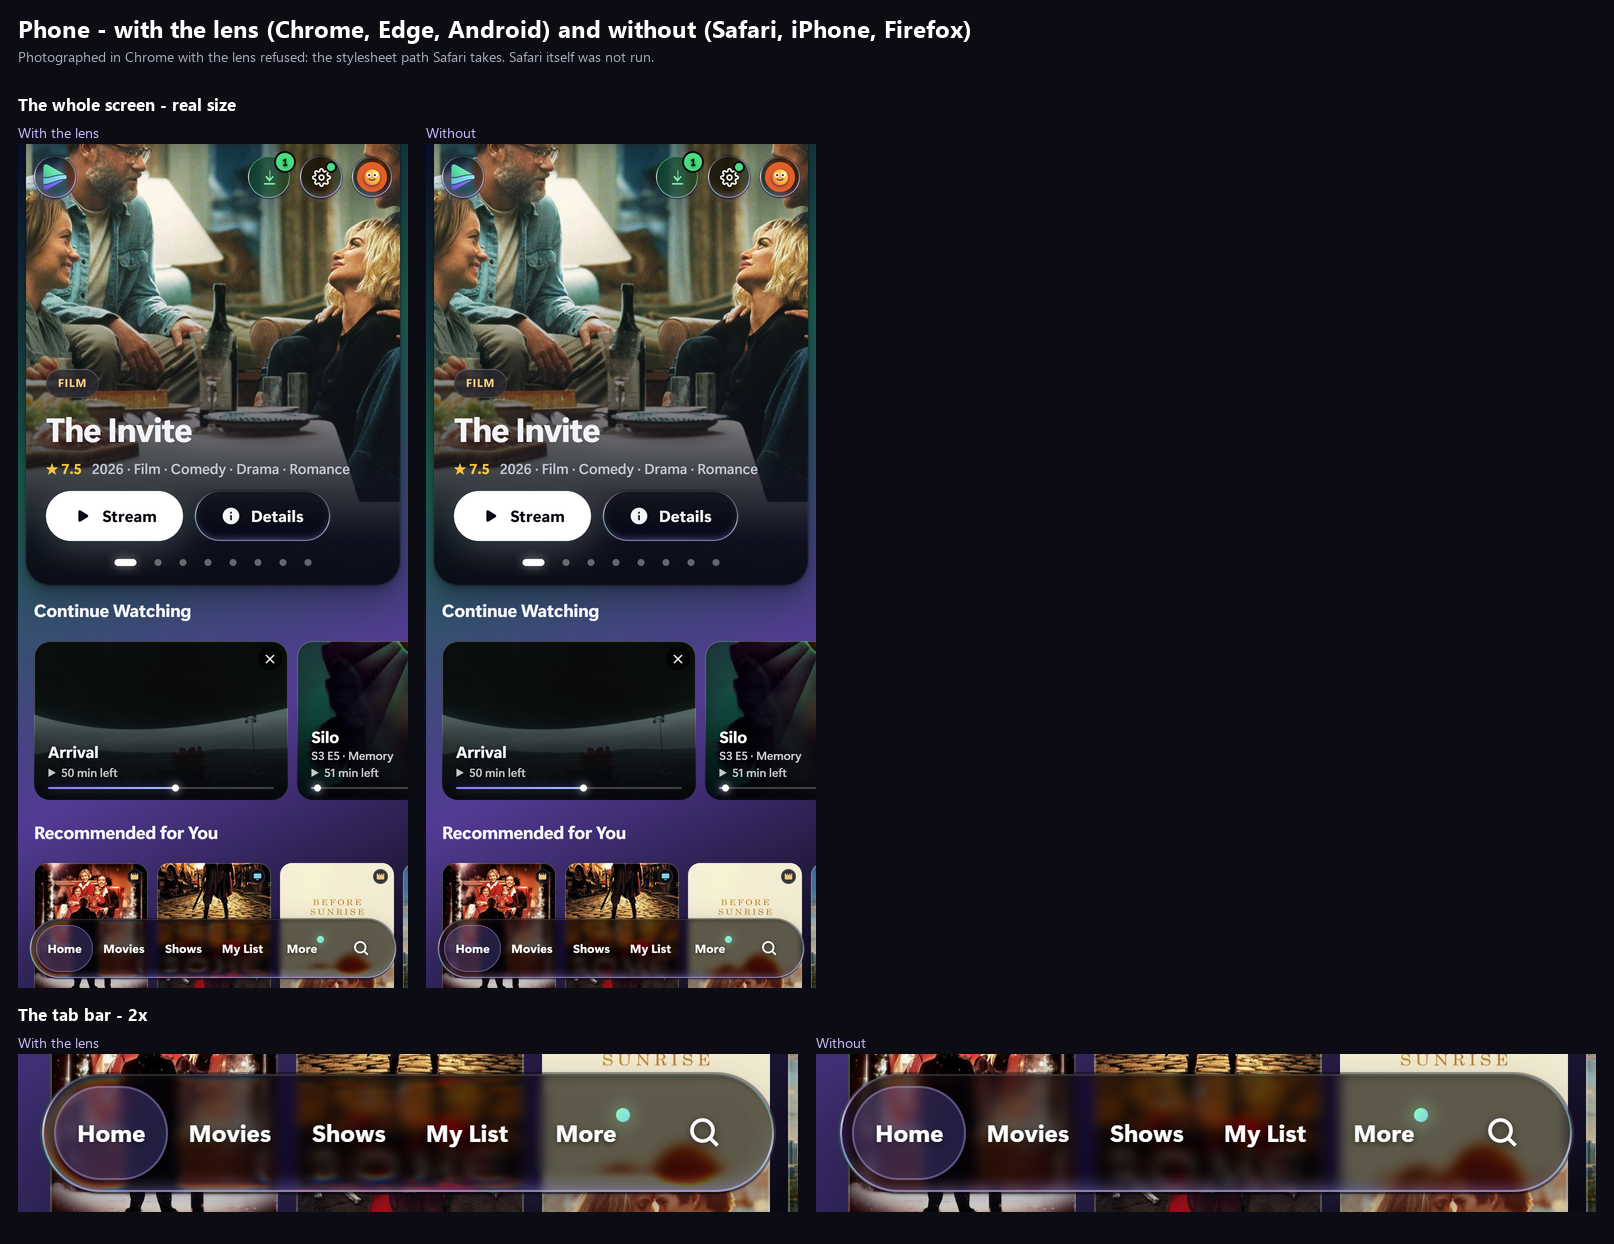 Phone - with the lens (Chrome, Edge, Android) and without (Safari, iPhone, Firefox)
Photographed in Chrome with the lens refused: the stylesheet path Safari takes. Safari itself was not run.
The whole screen - real size
With the lens
1
FILM
The Invite
★ 7.5 2026 · Film · Comedy · Drama · Romance
Stream Details
Continue Watching
Arrival
50 min left
Silo
S3 E5 · Memory
51 min left
Recommended for You
BEFORE
SUNRISE
Home Movies Shows My List More
Without
1
FILM
The Invite
★ 7.5 2026 · Film · Comedy · Drama · Romance
Stream Details
Continue Watching
Arrival
50 min left
Silo
S3 E5 · Memory
51 min left
Recommended for You
BEFORE
SUNRISE
Home Movies Shows My List More
The tab bar - 2x
With the lens
SUNRISE
Home Movies Shows My List More
Without
SUNRISE
Home Movies Shows My List More